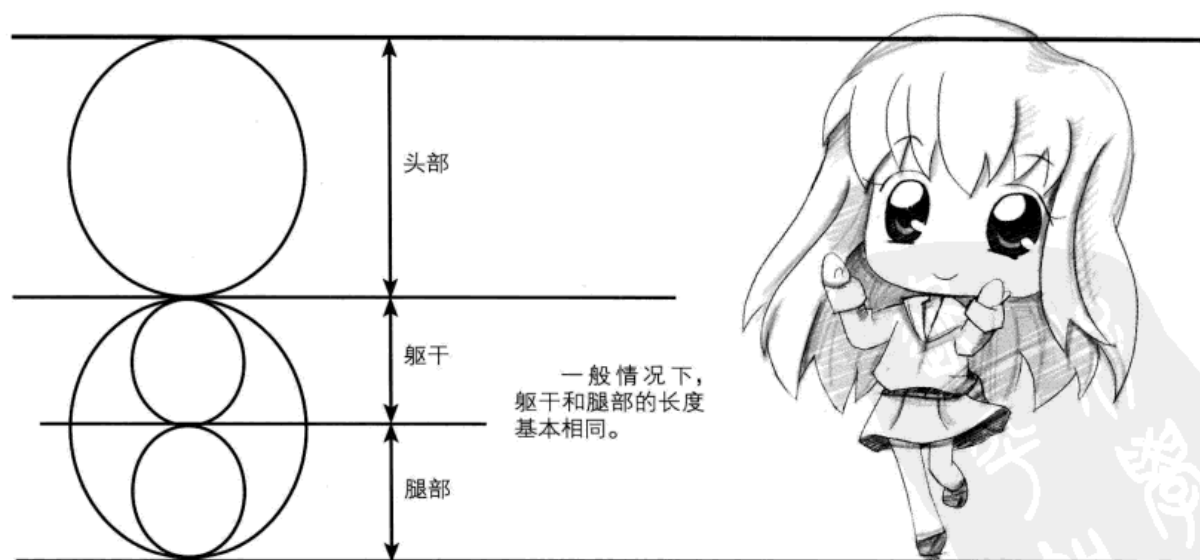 头部
躯干
一般情况下，
躯干和腿部的长度
基本相同。
腿部